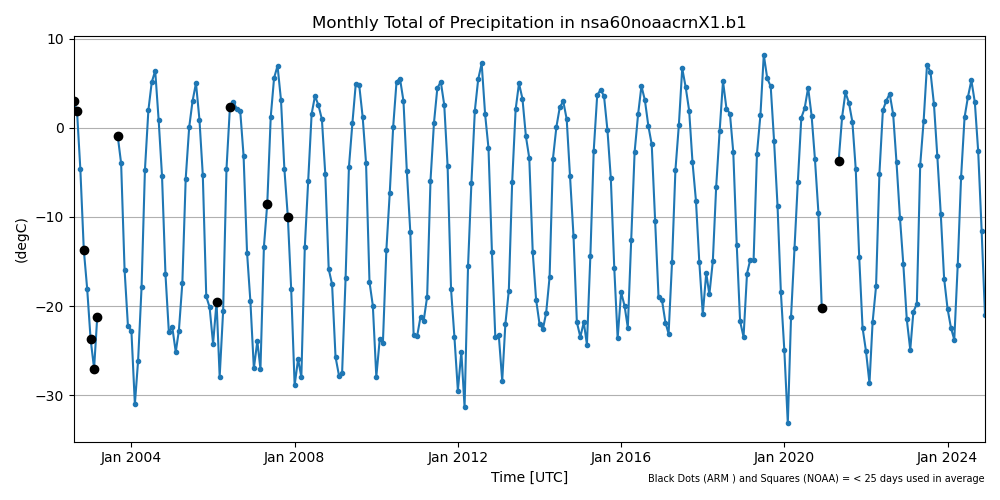 Monthly Total of Precipitation in nsa60noaacrnX1.b1
10
0
−10
−20
−30
(degC)
Jan 2004
Jan 2008
Jan 2012
Jan 2016
Jan 2020
Jan 2024
Time [UTC]
Black Dots (ARM ) and Squares (NOAA) = < 25 days used in average